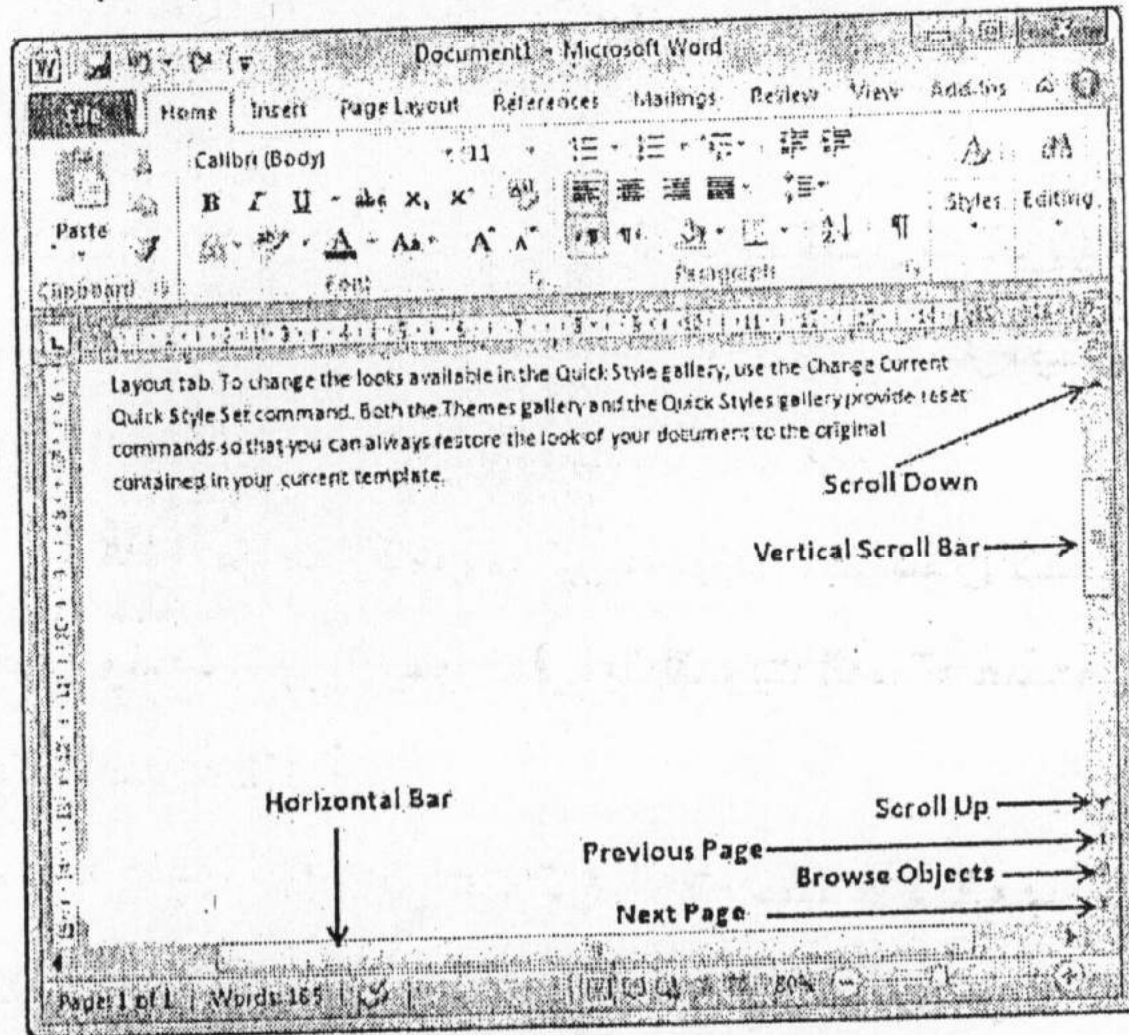 Document1 - Microsoft Word
File Home Insert Page Layout References Mailings Review View Add-Ins
Calibri (Body) 11
B I U abc x, x
Paste
A Aa A A
Styles Editing
Clipboard Font Paragraph
Layout tab. To change the looks available in the Quick Style gallery, use the Change Current
Quick Style Set command. Both the Themes gallery and the Quick Styles gallery provide reset
commands so that you can always restore the look of your document to the original
contained in your current template.
Scroll Down
Vertical Scroll Bar
Horizontal Bar
Scroll Up
Previous Page
Browse Objects
Next Page
Page: 1 of 1 Words: 165 80%